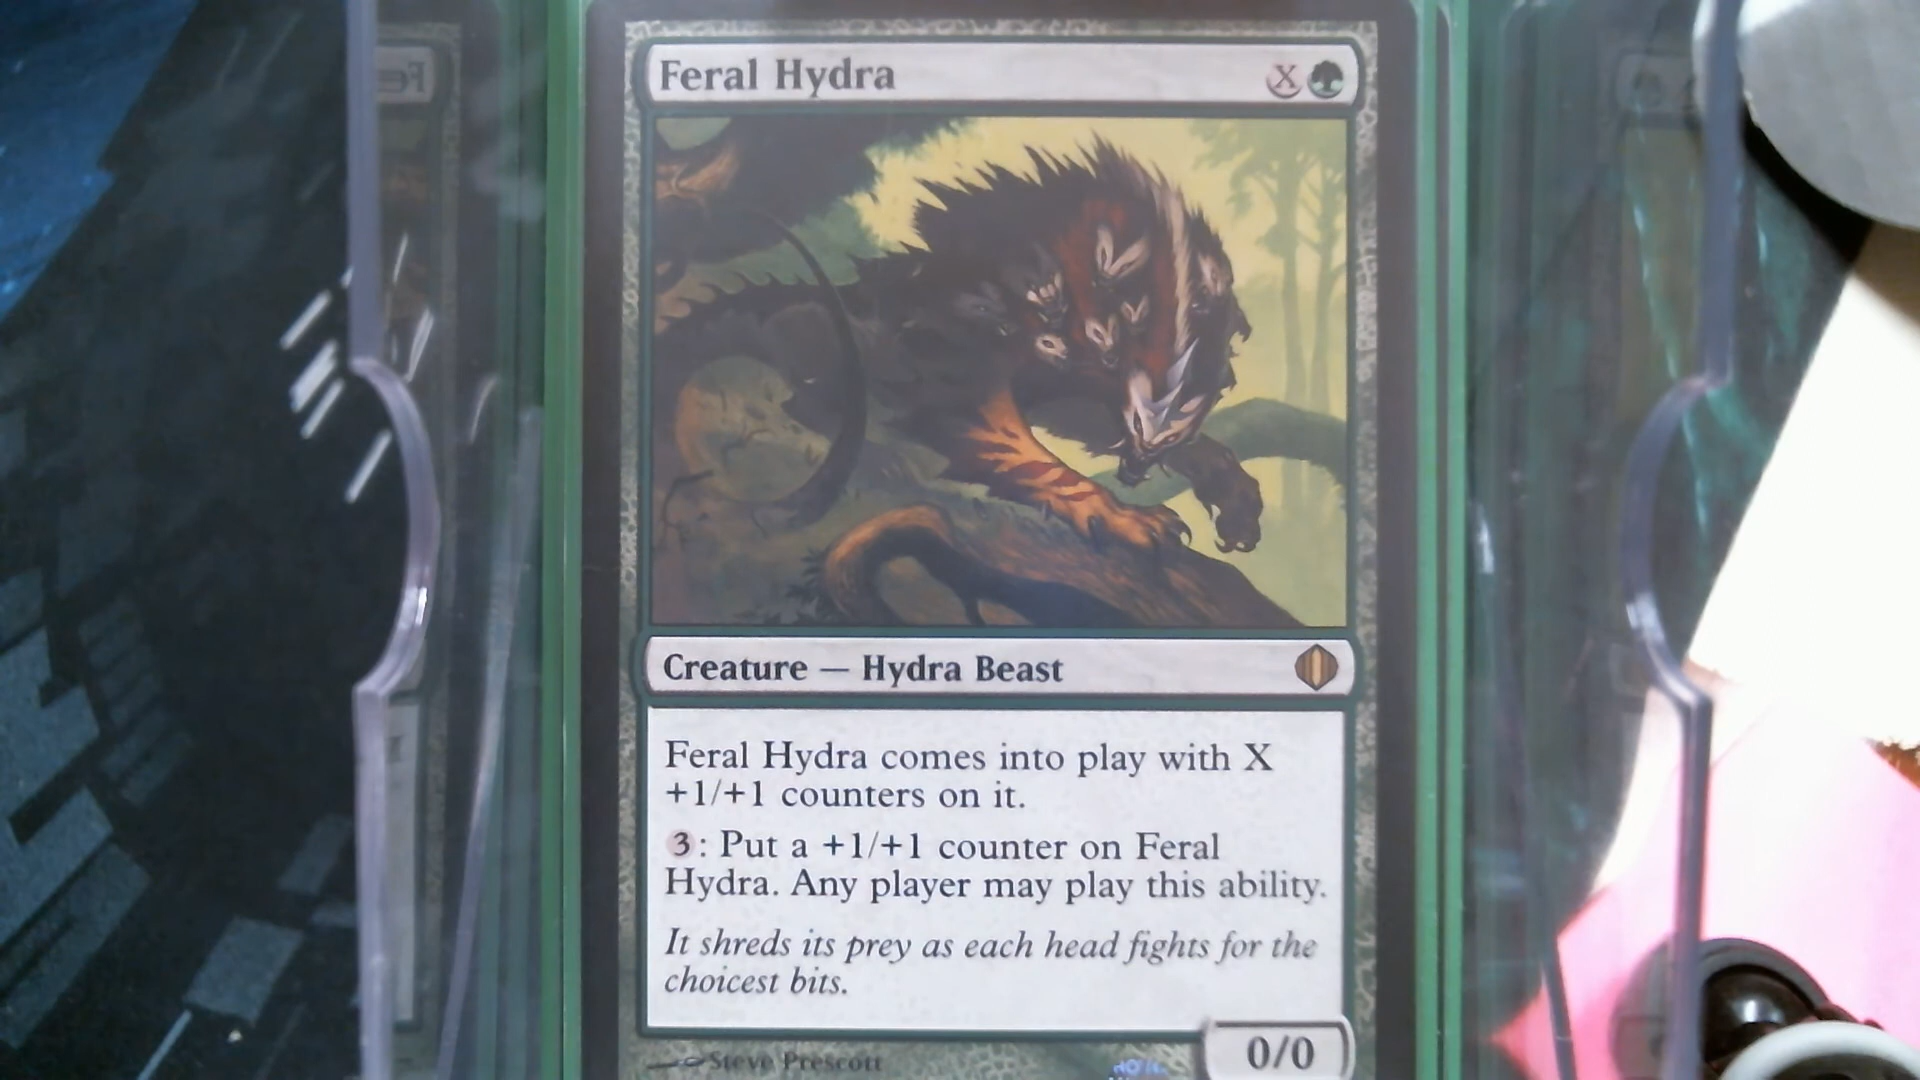 Feral Hydra X
Creature — Hydra Beast
Feral Hydra comes into play with X
+1/+1 counters on it.
3: Put a +1/+1 counter on Feral
Hydra. Any player may play this ability.
It shreds its prey as each head fights for the
choicest bits.
0/0
Steve Prescott